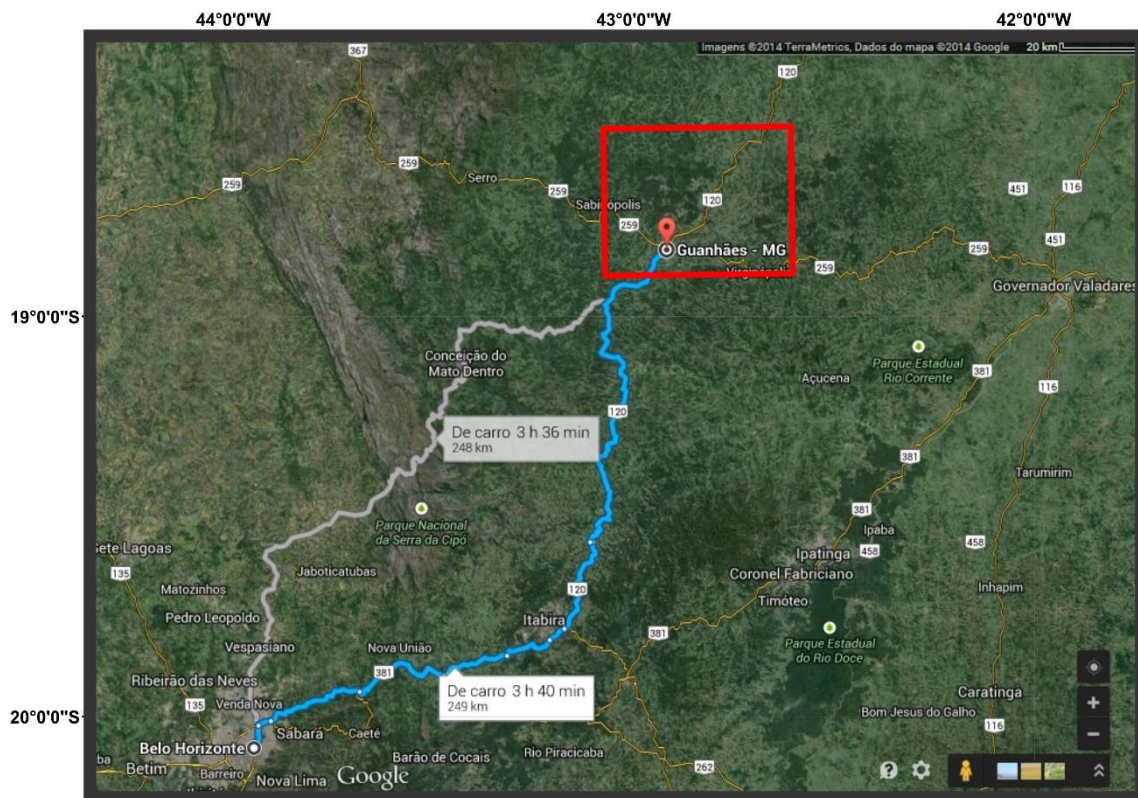 44°0'0"W
43°0'0"W
42°0'0"W
Imagens ©2014 TerraMetrics, Dados do mapa ©2014 Google
20 km
367
120
259
259
Serro
259
Sabinópolis
259
120
451
116
451
259
Guanhães - MG
Virginópolis
259
Governador Valadares
19°0'0"S
Conceição do
Mato Dentro
Parque Estadual
Rio Corrente
Açucena
381
116
120
De carro 3 h 36 min
248 km
381
Tarumirim
Parque Nacional
da Serra da Cipó
381
Ipaba
458
458
Sete Lagoas
135
Jaboticatubas
Ipatinga
Coronel Fabriciano
Inhapim
Matozinhos
120
Timóteo
Pedro Leopoldo
Itabira
381
Parque Estadual
do Rio Doce
Vespasiano
Nova União
381
Ribeirão das Neves
De carro 3 h 40 min
249 km
Caratinga
135
Venda Nova
Bom Jesus do Galho
116
20°0'0"S
Sabará
Caeté
Belo Horizonte
Barão de Cocais
Rio Piracicaba
262
ba
Betim
Barreiro
Nova Lima
Google